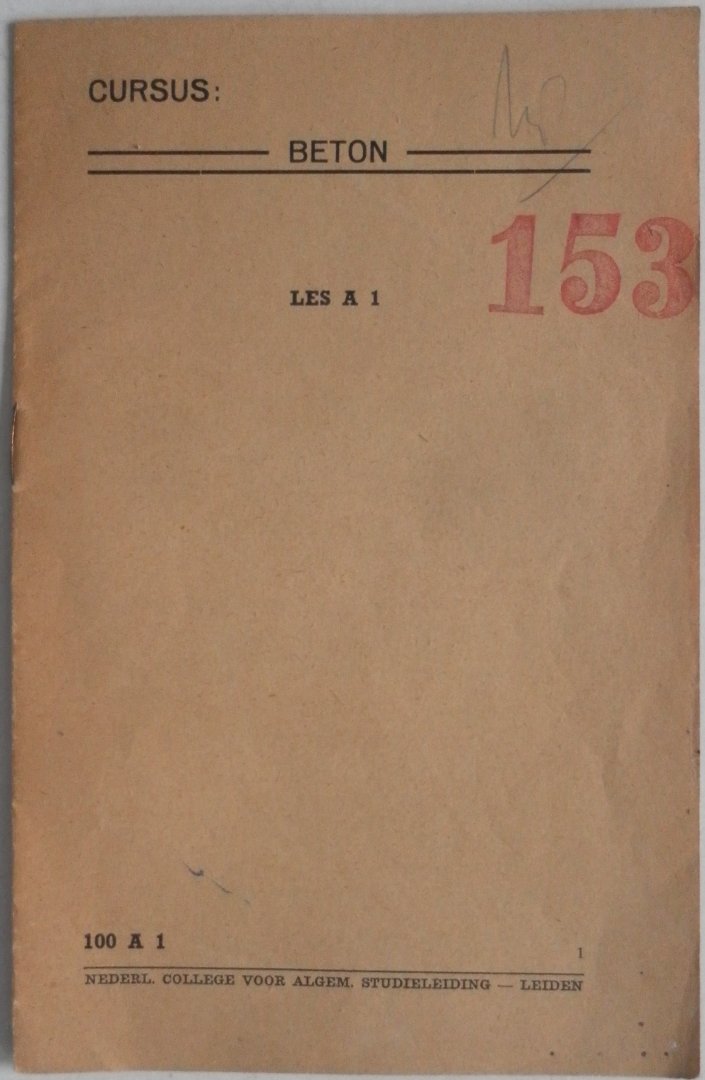 CURSUS:
BETON
153
LES A 1
100 A 1
1
NEDERL. COLLEGE VOOR ALGEM. STUDIELEIDING — LEIDEN